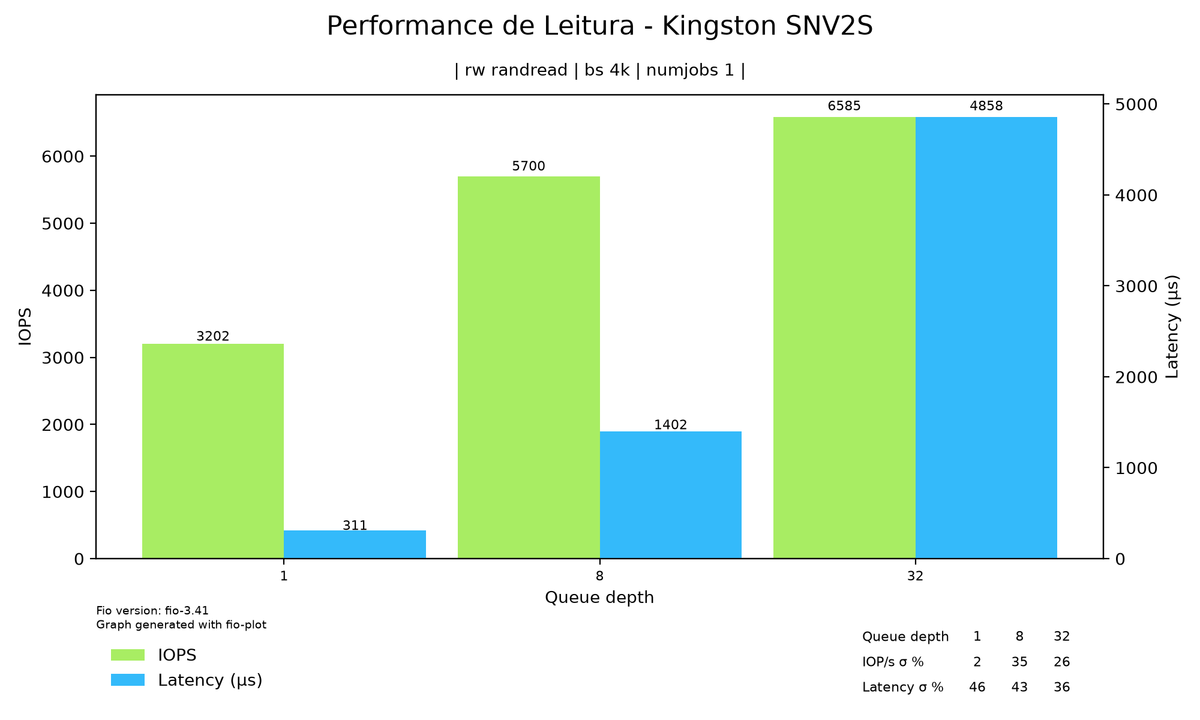 Performance de Leitura - Kingston SNV2S
| rw randread | bs 4k | numjobs 1 |
IOPS
6000
5000
4000
3000
2000
1000
0
3202
311
5700
1402
6585
4858
5000
4000
3000
2000
1000
0
Latency (µs)
1 8 32
Queue depth
Fio version: fio-3.41
Graph generated with fio-plot
IOPS
Latency (µs)
Queue depth 1 8 32
IOP/s σ % 2 35 26
Latency σ % 46 43 36